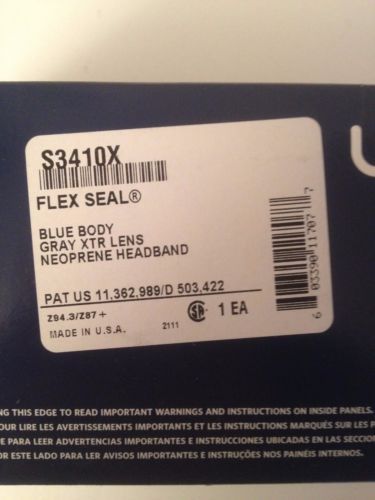 S3410X
FLEX SEAL®
BLUE BODY
GRAY XTR LENS
NEOPRENE HEADBAND
PAT US 11,362,989/D 503,422
Z94.3/Z87 +
MADE IN U.S.A.
2111
1 EA
6 03390 11707 7
NG THIS EDGE TO READ IMPORTANT WARNINGS AND INSTRUCTIONS ON INSIDE PANELS.
OUR LIRE LES AVERTISSEMENTS IMPORTANTS ET LES INSTRUCTIONS MARQUÉS SUR LES P
E PARA LEER ADVERTENCIAS IMPORTANTES E INSTRUCCIONES UBICADAS EN LAS SECCIO
R ESTE LADO PARA LER AVISOS IMPORTANTES E INSTRUÇÕES NOS PAINÉIS INTERNOS.